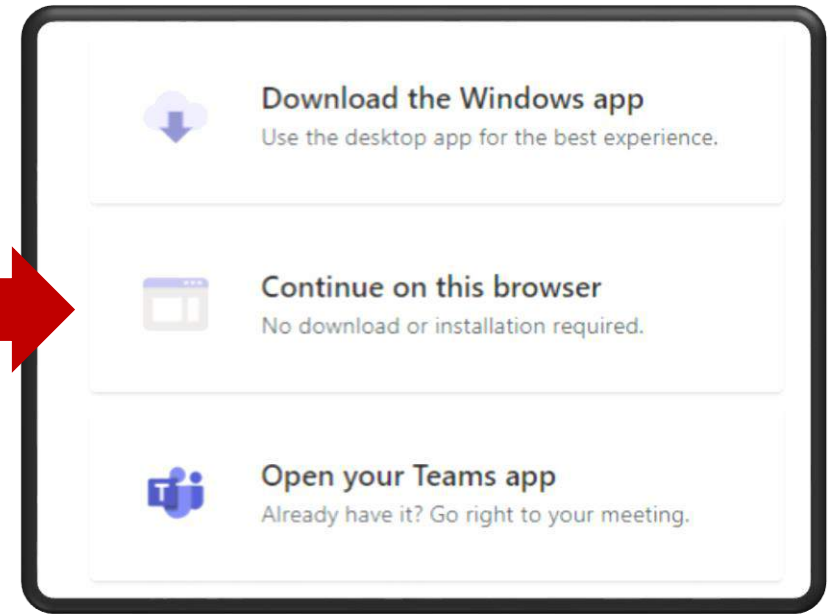 Download the Windows app
Use the desktop app for the best experience.
Continue on this browser
No download or installation required.
T
Open your Teams app
Already have it? Go right to your meeting.